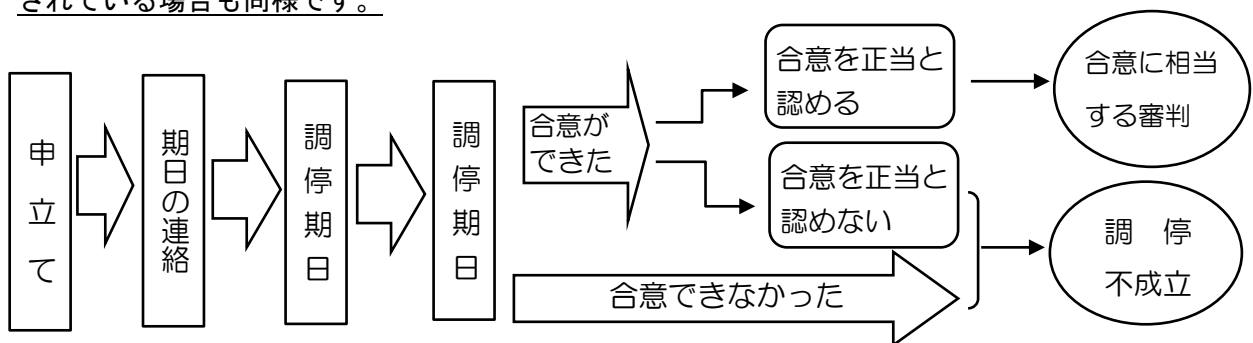 されている場合も同様です。
申立て
期日の連絡
調停期日
調停期日
合意が
できた
合意を正当と
認める
合意に相当
する審判
合意を正当と
認めない
合意できなかった
調　停
不成立